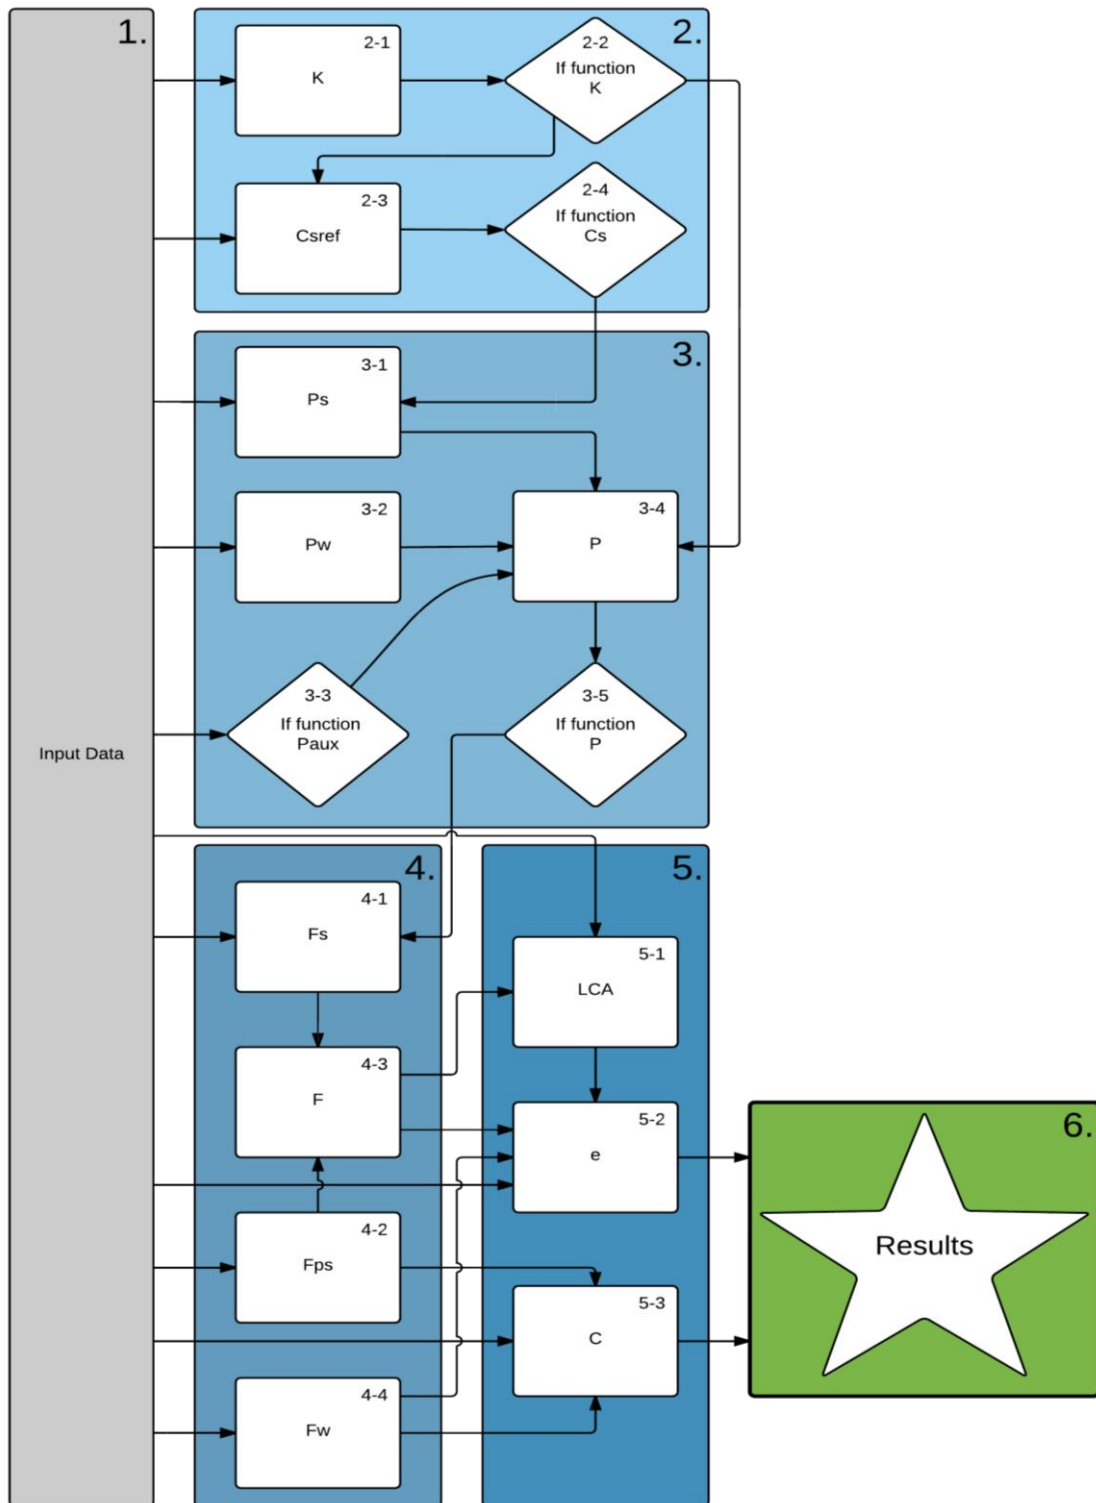 1.
Input Data
2.
2-1
K
2-2
If function
K
2-3
Csref
2-4
If function
Cs
3.
3-1
Ps
3-2
Pw
3-4
P
3-3
If function
Paux
3-5
If function
P
4.
4-1
Fs
4-3
F
4-2
Fps
4-4
Fw
5.
5-1
LCA
5-2
e
5-3
C
6.
Results